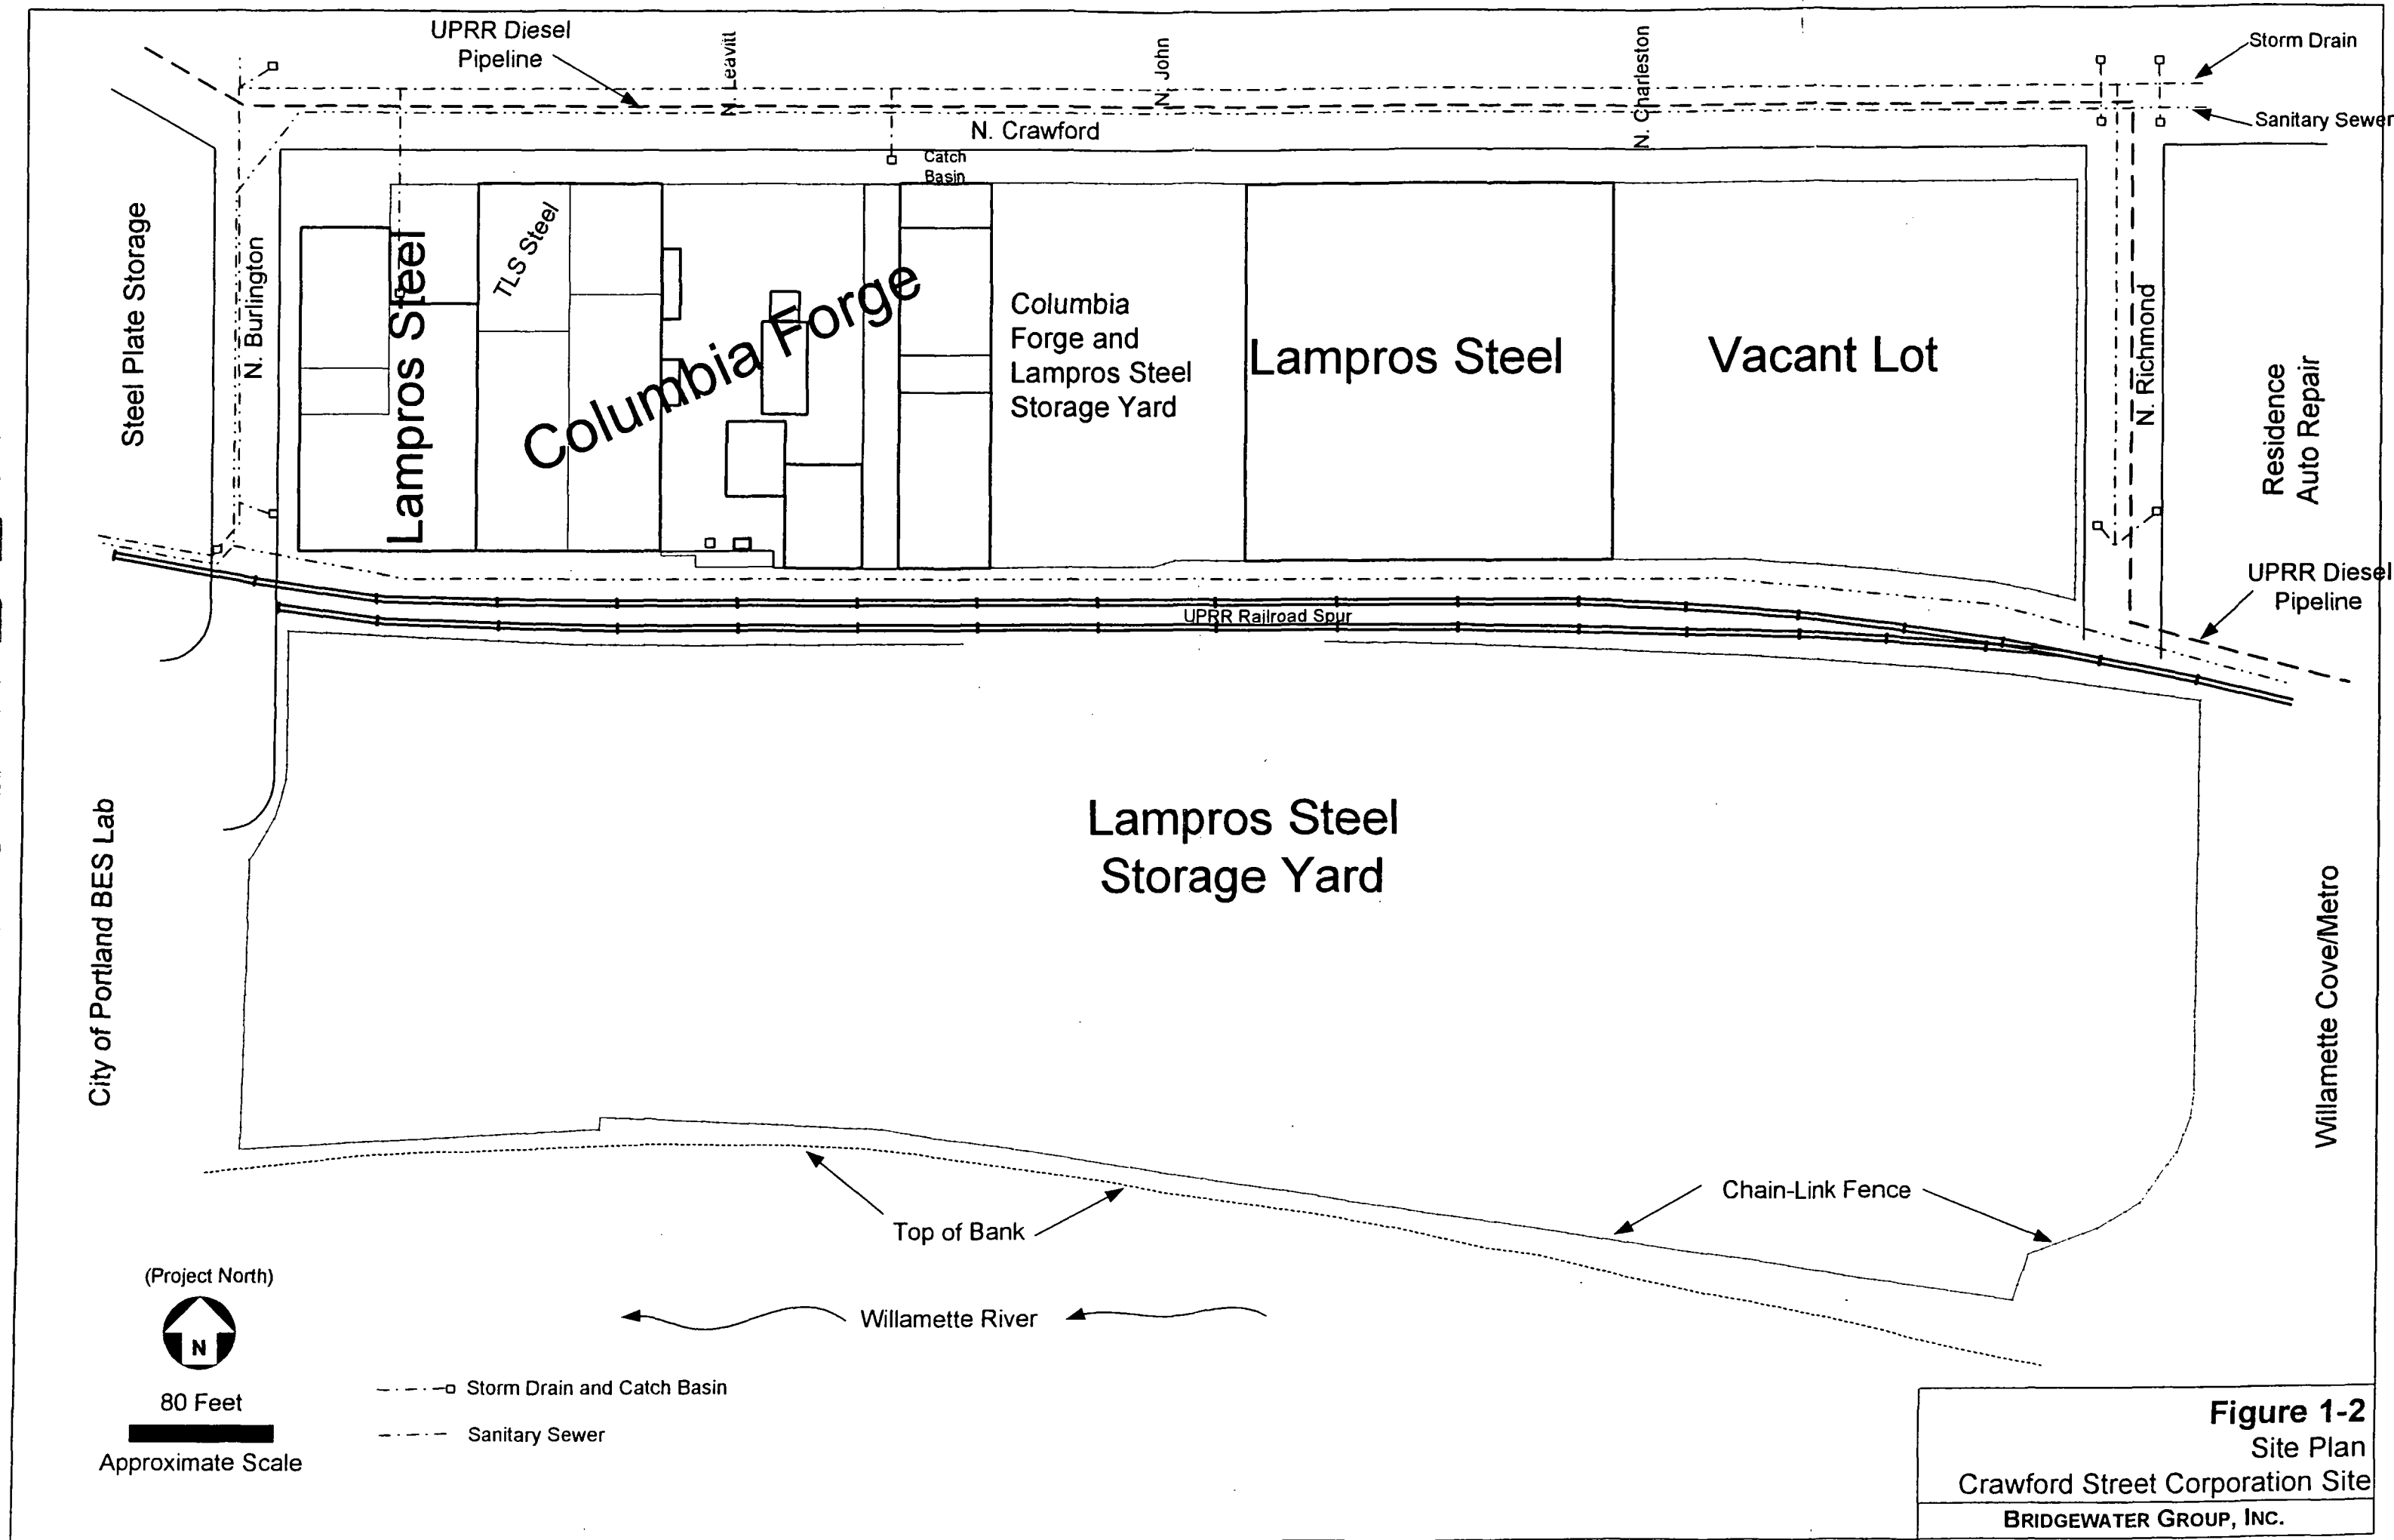 UPRR Diesel
Pipeline
N. Leavitt
N. John
N. Charleston
Storm Drain
Sanitary Sewer
N. Crawford
Catch
Basin
Steel Plate Storage
N. Burlington
Lampros Steel
TLS Steel
Columbia Forge
Columbia
Forge and
Lampros Steel
Storage Yard
Lampros Steel
Vacant Lot
N. Richmond
Residence
Auto Repair
UPRR Diesel
Pipeline
UPRR Railroad Spur
Lampros Steel
Storage Yard
City of Portland BES Lab
Willamette Cove/Metro
Chain-Link Fence
Top of Bank
(Project North)
N
Willamette River
80 Feet
Approximate Scale
Storm Drain and Catch Basin
Sanitary Sewer
Figure 1-2
Site Plan
Crawford Street Corporation Site
BRIDGEWATER GROUP, INC.